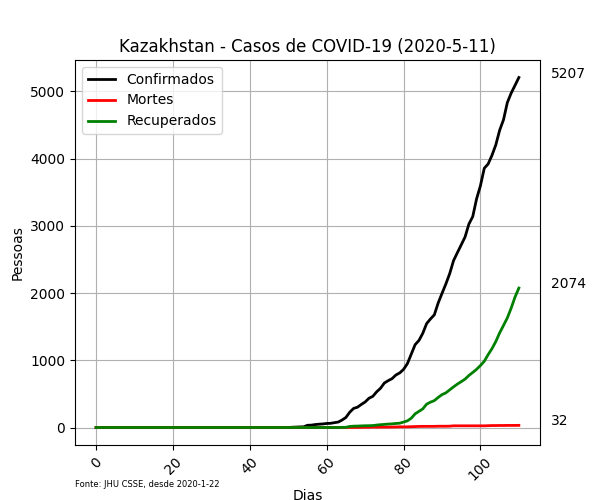 Kazakhstan - Casos de COVID-19 (2020-5-11)
Confirmados
Mortes
Recuperados
5207
2074
32
Pessoas
5000
4000
3000
2000
1000
0
0
20
40
60
80
100
Fonte: JHU CSSE, desde 2020-1-22
Dias